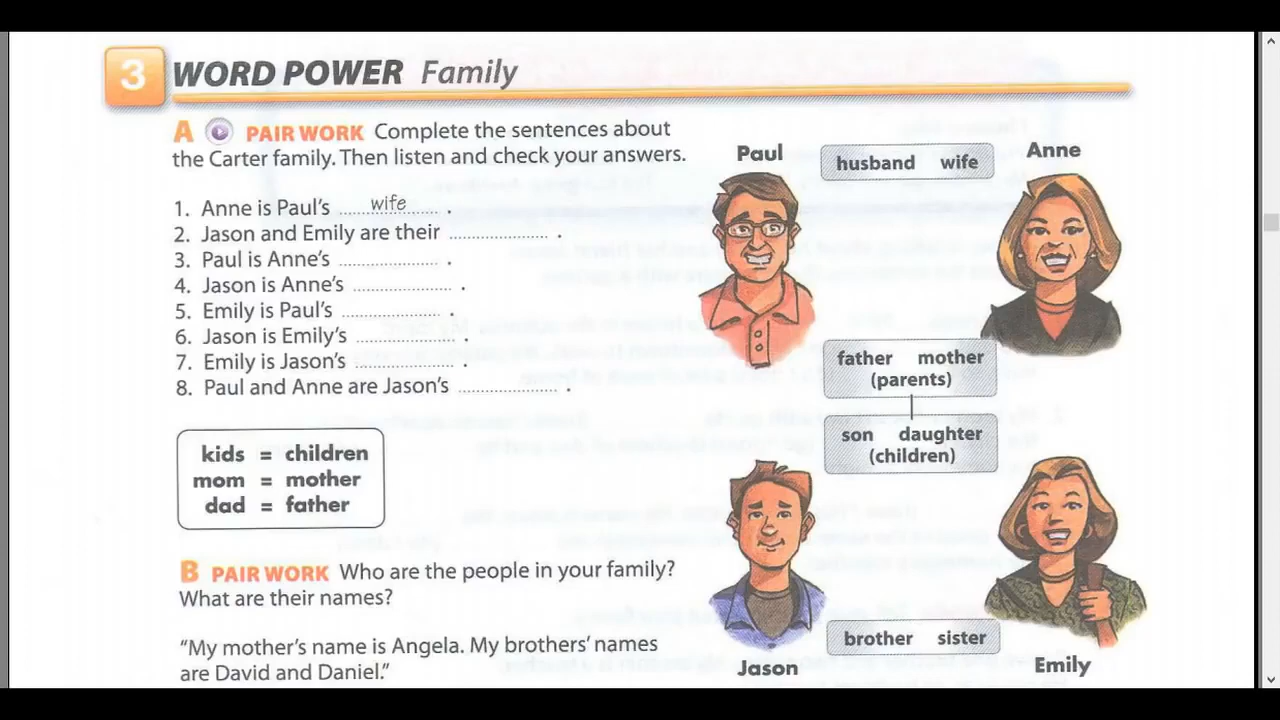 3 WORD POWER Family
A PAIR WORK Complete the sentences about
the Carter family. Then listen and check your answers.
1. Anne is Paul's ....wife.... .
2. Jason and Emily are their .................... .
3. Paul is Anne's .................... .
4. Jason is Anne's .................... .
5. Emily is Paul's .................... .
6. Jason is Emily's .................... .
7. Emily is Jason's .................... .
8. Paul and Anne are Jason's .................... .
kids = children
mom = mother
dad = father
B PAIR WORK Who are the people in your family?
What are their names?
"My mother's name is Angela. My brothers' names
are David and Daniel."
Paul
husband wife
Anne
father mother
(parents)
son daughter
(children)
brother sister
Jason
Emily